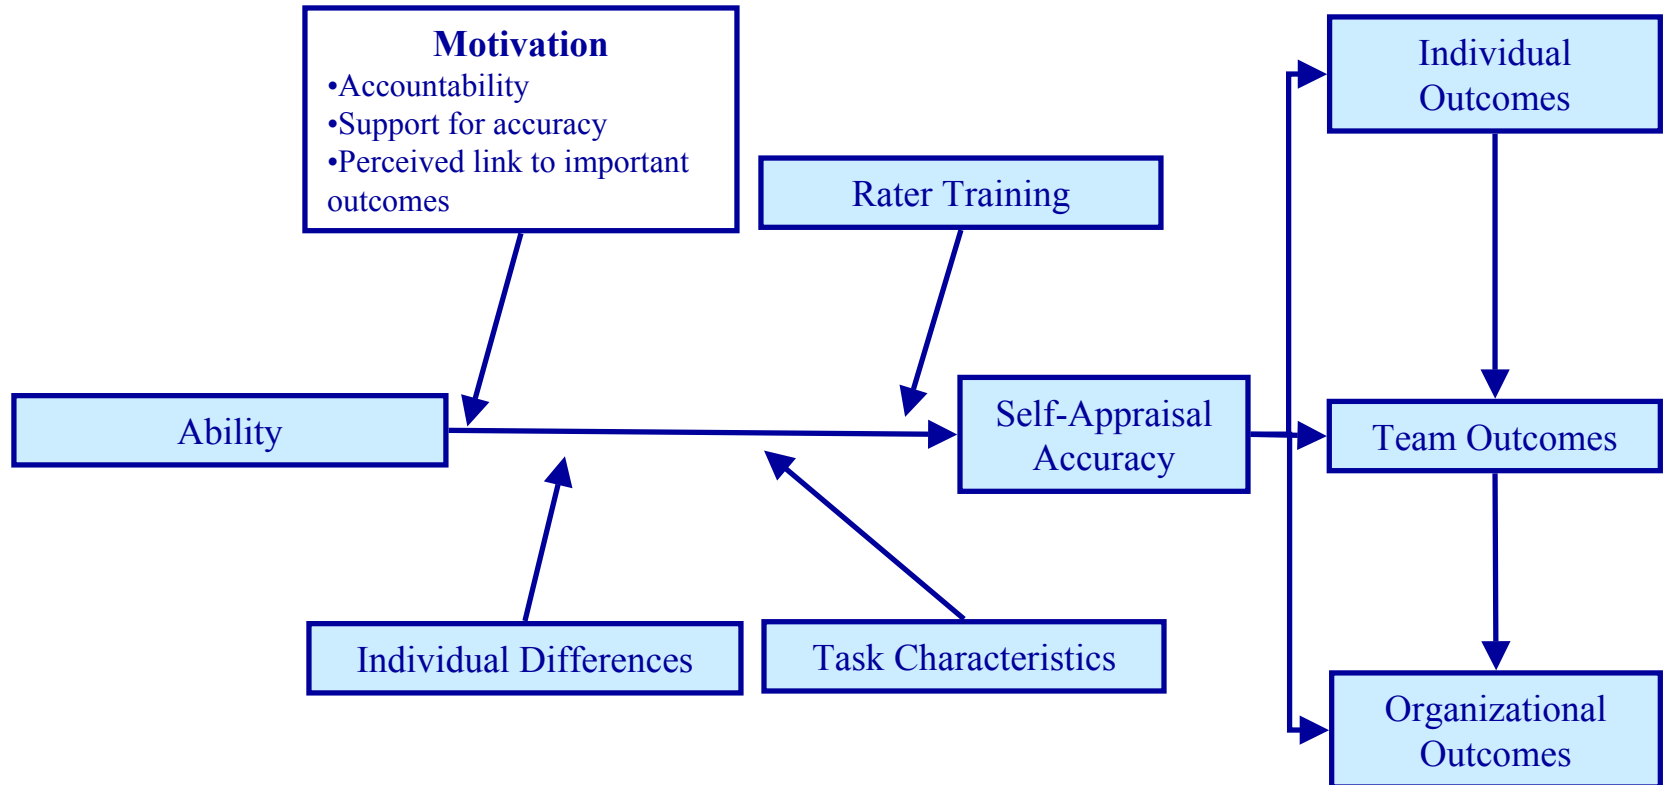 Motivation
•Accountability
•Support for accuracy
•Perceived link to important
outcomes
Rater Training
Individual
Outcomes
Ability
Self-Appraisal
Accuracy
Team Outcomes
Individual Differences
Task Characteristics
Organizational
Outcomes